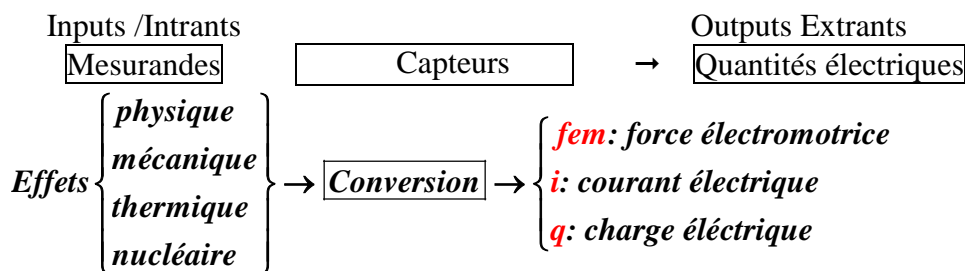 Inputs /Intrants Outputs Extrants
Mesurandes Capteurs → Quantités électriques
physique
fem: force électromotrice
mécanique
Effets → Conversion → i: courant électrique
thermique
q: charge éléctrique
nucléaire